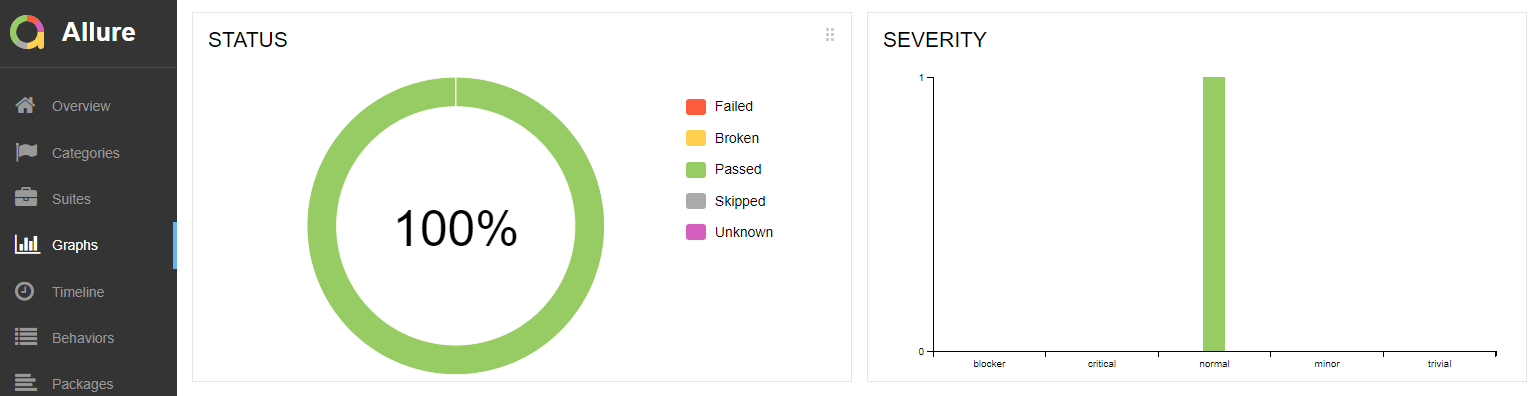 Allure
Overview
Categories
Suites
Graphs
Timeline
Behaviors
Packages
STATUS
100%
Failed
Broken
Passed
Skipped
Unknown
SEVERITY
1
0
blocker critical normal minor trivial